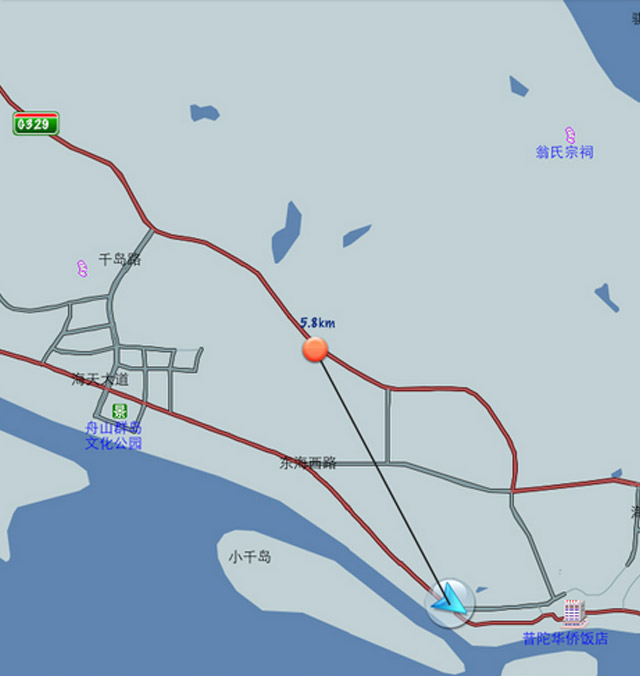 G329
翁氏宗祠
千岛路
5.8km
海天大道
景
舟山群岛
文化公园
东海西路
小千岛
普陀华侨饭店